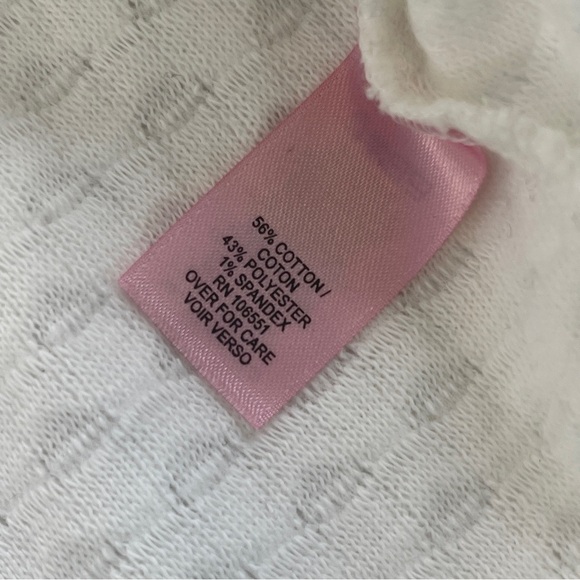 56% COTTON /
COTON
43% POLYESTER
1% SPANDEX
RN 106551
OVER FOR CARE
VOIR VERSO